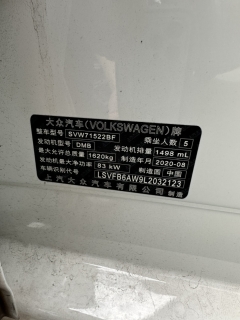 大众汽车(VOLKSWAGEN)牌
整车型号 SVW71522BF 乘坐人数 5
发动机型号 DMB 发动机排量 1498 mL
最大允许总质量 1620kg 制造年月 2020-08
发动机最大净功率 83 kW 制造国 中国
车辆识别代号 LSVFB6AW9L2032123
上汽大众汽车有限公司 制造